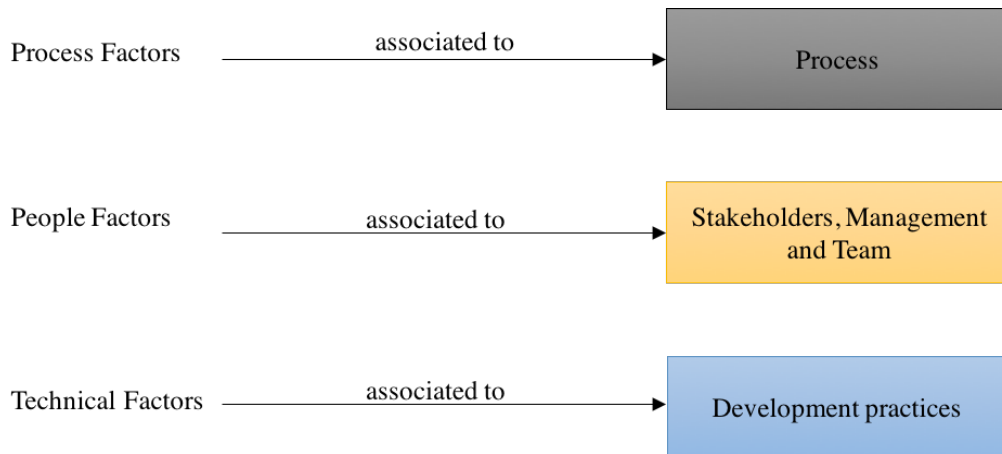 Process Factors
associated to
Process
People Factors
associated to
Stakeholders, Management
and Team
Technical Factors
associated to
Development practices